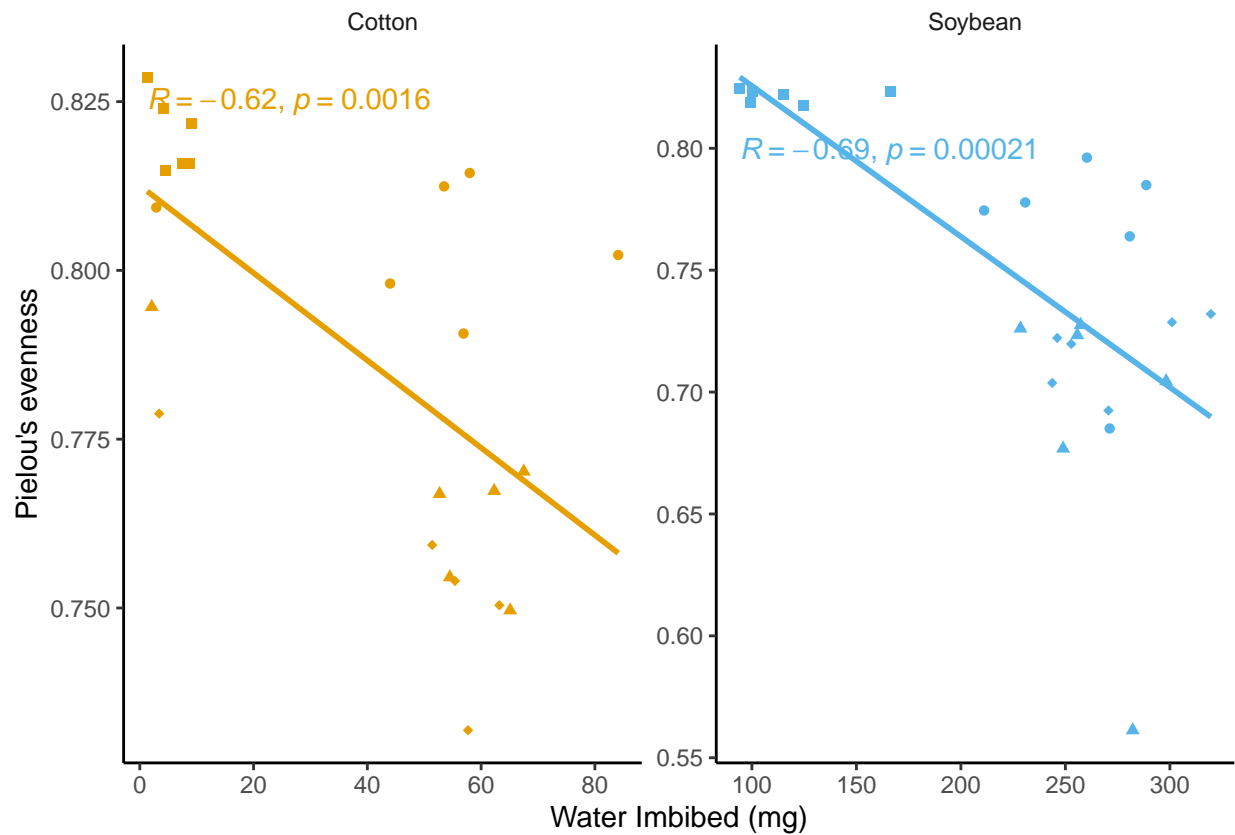 Cotton
Soybean
R = −0.62, p = 0.0016
R = −0.69, p = 0.00021
Pielou's evenness
0.825
0.800
0.775
0.750
0.80
0.75
0.70
0.65
0.60
0.55
0 20 40 60 80
100 150 200 250 300
Water Imbibed (mg)